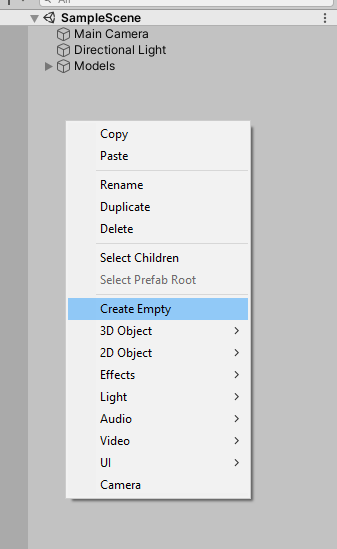 All
SampleScene
Main Camera
Directional Light
Models
Copy
Paste
Rename
Duplicate
Delete
Select Children
Select Prefab Root
Create Empty
3D Object
2D Object
Effects
Light
Audio
Video
UI
Camera